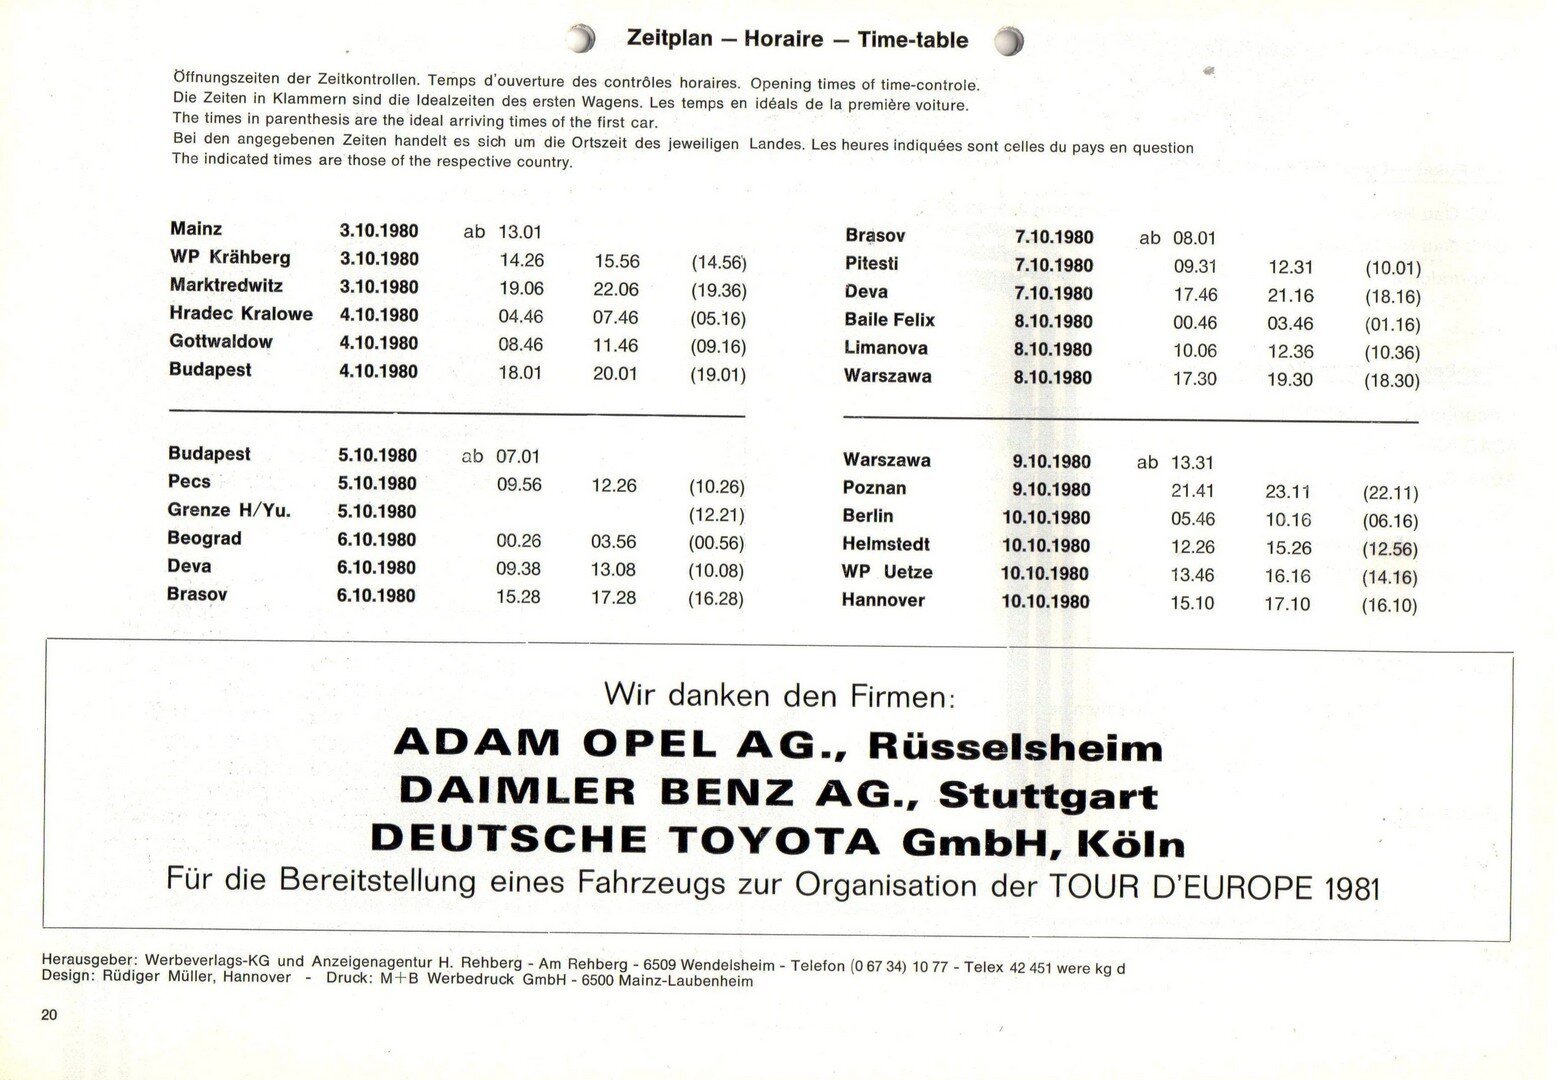 Zeitplan — Horaire — Time-table
Öffnungszeiten der Zeitkontrollen. Temps d'ouverture des contrôles horaires. Opening times of time-controle.
Die Zeiten in Klammern sind die Idealzeiten des ersten Wagens. Les temps en idéals de la première voiture.
The times in parenthesis are the ideal arriving times of the first car.
Bei den angegebenen Zeiten handelt es sich um die Ortszeit des jeweiligen Landes. Les heures indiquées sont celles du pays en question
The indicated times are those of the respective country.
Mainz 3.10.1980 ab 13.01
WP Krähberg 3.10.1980 14.26 15.56 (14.56)
Marktredwitz 3.10.1980 19.06 22.06 (19.36)
Hradec Kralowe 4.10.1980 04.46 07.46 (05.16)
Gottwaldow 4.10.1980 08.46 11.46 (09.16)
Budapest 4.10.1980 18.01 20.01 (19.01)
Budapest 5.10.1980 ab 07.01
Pecs 5.10.1980 09.56 12.26 (10.26)
Grenze H/Yu. 5.10.1980 (12.21)
Beograd 6.10.1980 00.26 03.56 (00.56)
Deva 6.10.1980 09.38 13.08 (10.08)
Brasov 6.10.1980 15.28 17.28 (16.28)
Brasov 7.10.1980 ab 08.01
Pitesti 7.10.1980 09.31 12.31 (10.01)
Deva 7.10.1980 17.46 21.16 (18.16)
Baile Felix 8.10.1980 00.46 03.46 (01.16)
Limanova 8.10.1980 10.06 12.36 (10.36)
Warszawa 8.10.1980 17.30 19.30 (18.30)
Warszawa 9.10.1980 ab 13.31
Poznan 9.10.1980 21.41 23.11 (22.11)
Berlin 10.10.1980 05.46 10.16 (06.16)
Helmstedt 10.10.1980 12.26 15.26 (12.56)
WP Uetze 10.10.1980 13.46 16.16 (14.16)
Hannover 10.10.1980 15.10 17.10 (16.10)
Wir danken den Firmen:
ADAM OPEL AG., Rüsselsheim
DAIMLER BENZ AG., Stuttgart
DEUTSCHE TOYOTA GmbH, Köln
Für die Bereitstellung eines Fahrzeugs zur Organisation der TOUR D'EUROPE 1981
Herausgeber: Werbeverlags-KG und Anzeigenagentur H. Rehberg - Am Rehberg - 6509 Wendelsheim - Telefon (0 67 34) 10 77 - Telex 42 451 were kg d
Design: Rüdiger Müller, Hannover - Druck: M+B Werbedruck GmbH - 6500 Mainz-Laubenheim
20